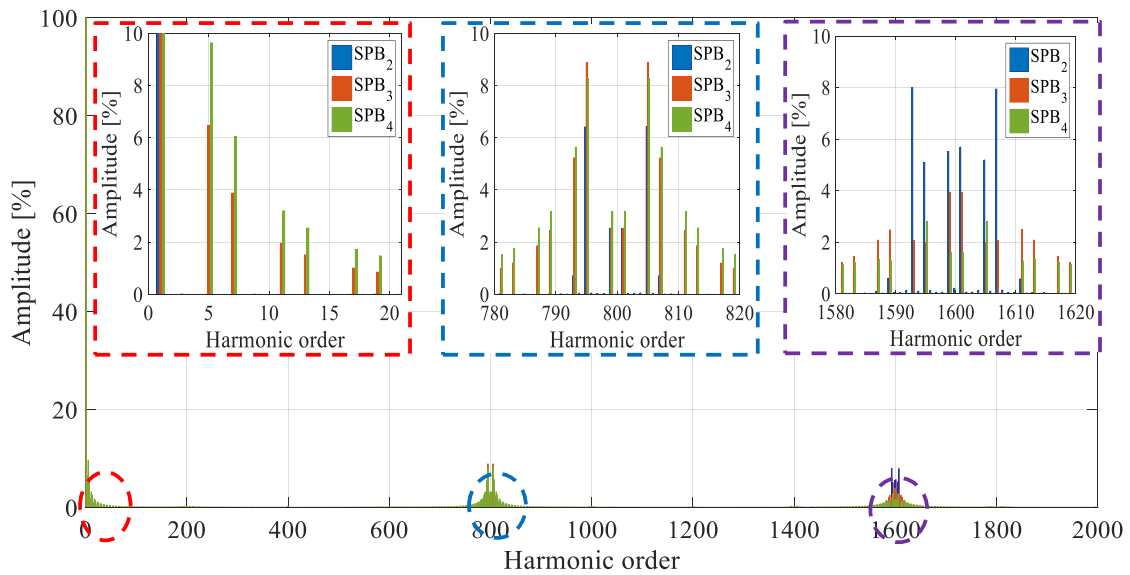 100
80
60
40
20
0
Amplitude [%]
0 200 400 600 800 1000 1200 1400 1600 1800 2000
Harmonic order
10
8
6
4
2
0
Amplitude [%]
0 5 10 15 20
Harmonic order
SPB2
SPB3
SPB4
10
8
6
4
2
0
Amplitude [%]
780 790 800 810 820
Harmonic order
SPB2
SPB3
SPB4
10
8
6
4
2
0
Amplitude [%]
1580 1590 1600 1610 1620
Harmonic order
SPB2
SPB3
SPB4